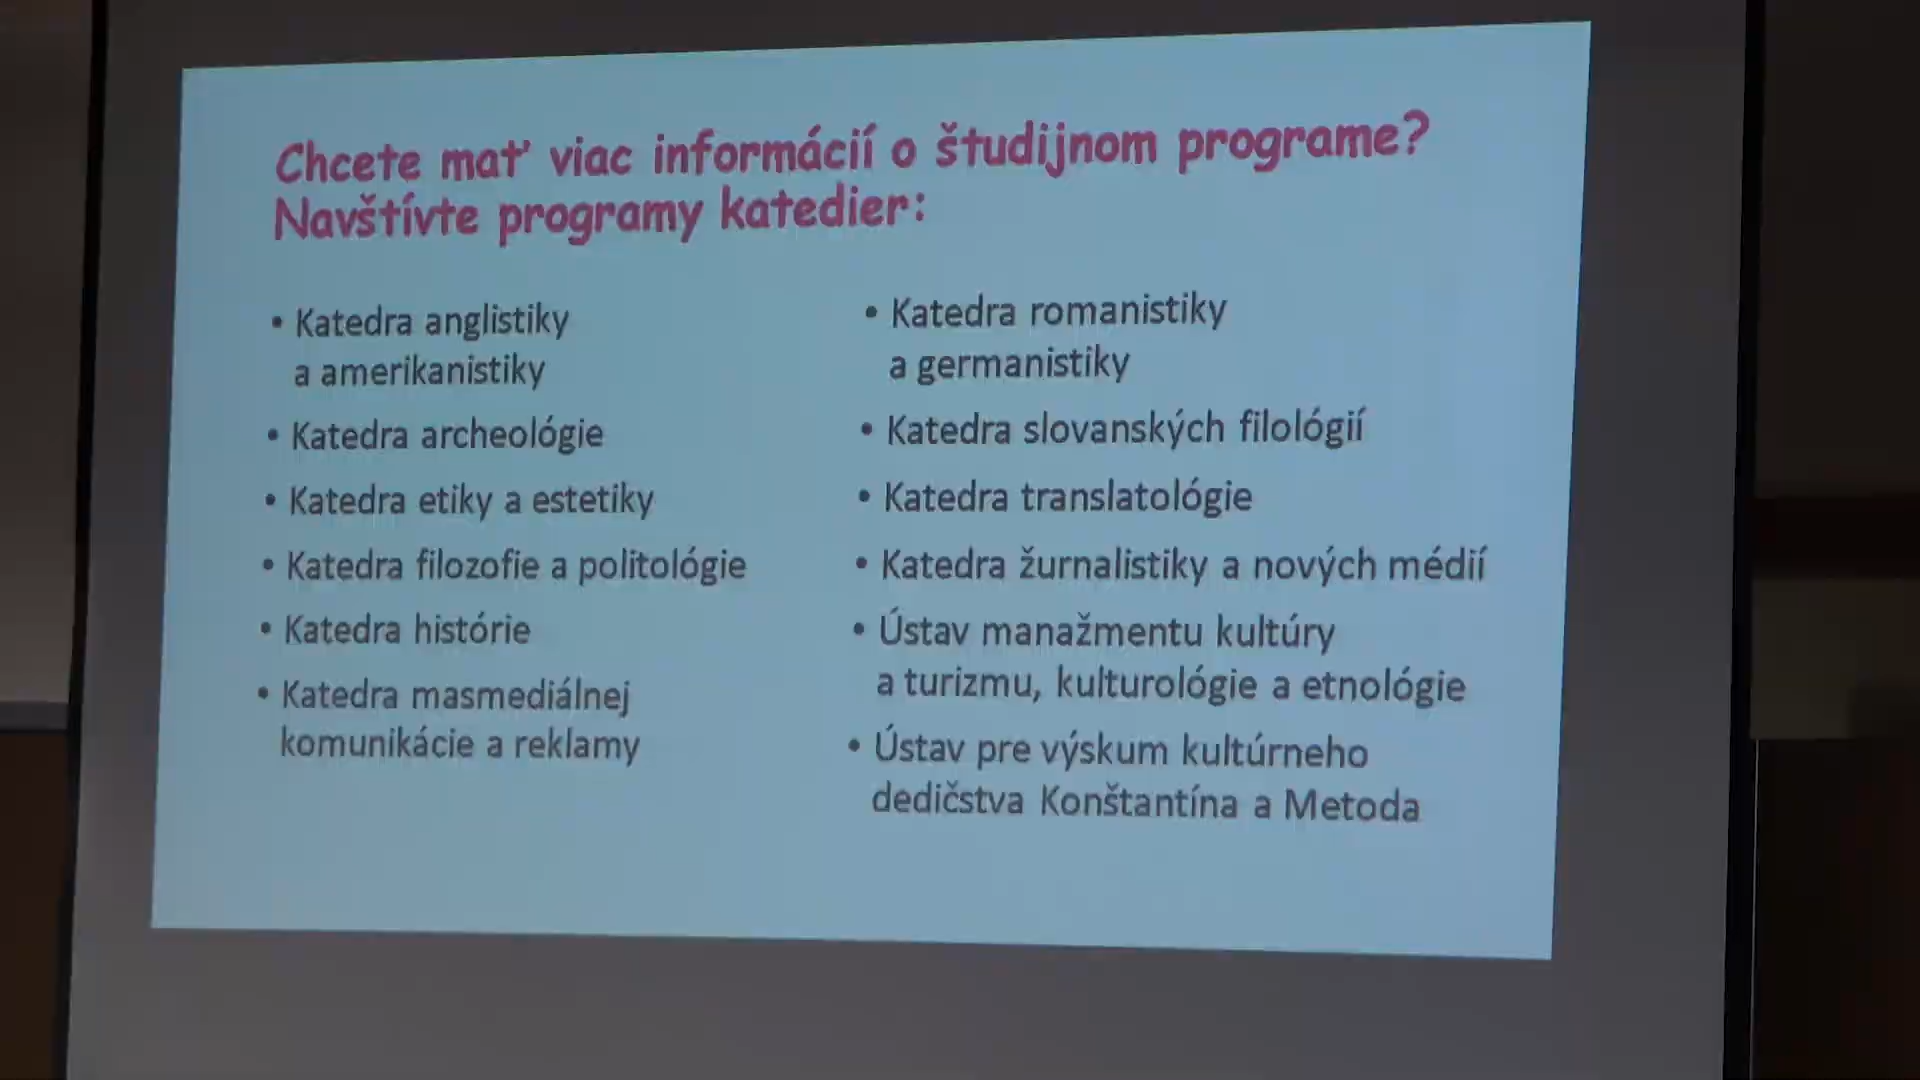 Chcete mať viac informácií o študijnom programe?
Navštívte programy katedier:
• Katedra anglistiky
a amerikanistiky
• Katedra archeológie
• Katedra etiky a estetiky
• Katedra filozofie a politológie
• Katedra histórie
• Katedra masmediálnej
komunikácie a reklamy
• Katedra romanistiky
a germanistiky
• Katedra slovanských filológií
• Katedra translatológie
• Katedra žurnalistiky a nových médií
• Ústav manažmentu kultúry
a turizmu, kulturológie a etnológie
• Ústav pre výskum kultúrneho
dedičstva Konštantína a Metoda